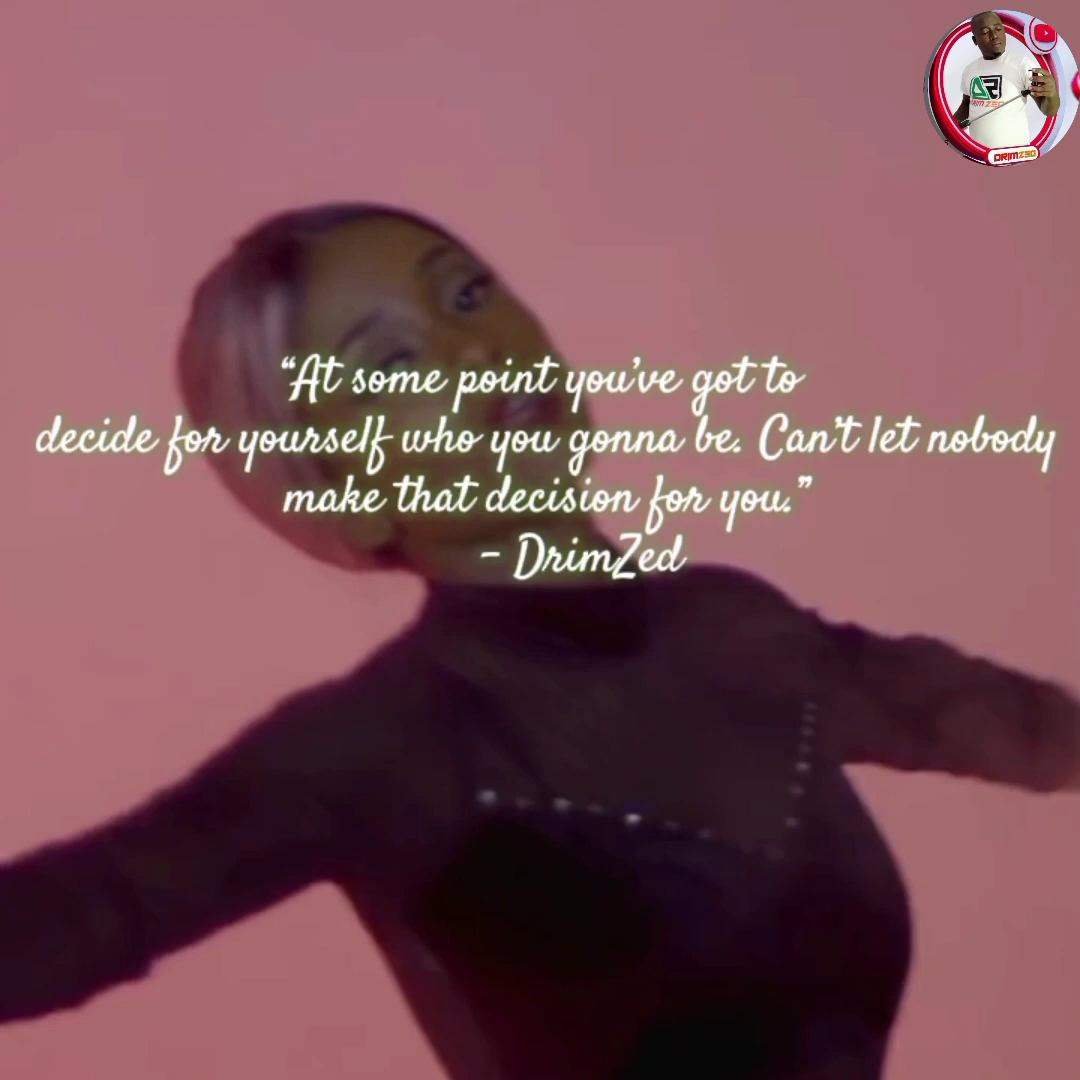 DRIMZED
“At some point you’ve got to
decide for yourself who you gonna be. Can’t let nobody
make that decision for you.”
- DrimZed